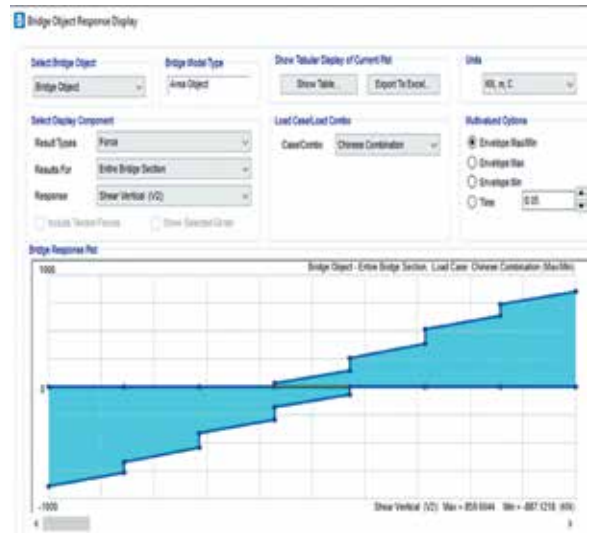 Bridge Object Response Display
Select Bridge Object
Bridge Object
Bridge Model Type
Area Object
Show Tabular Display of Current Plot
Show Table...
Export To Excel...
Units
KN, m, C
Select Display Component
Result Types
Force
Results For
Entire Bridge Section
Response
Shear Vertical (V2)
Include Tendon Forces
Show Selected Girder
Load Case/Load Combo
Case/Combo
Chinese Combination
Multivalued Options
Envelope Max/Min
Envelope Max
Envelope Min
Time
0.05
Bridge Response Plot
1000
Bridge Object - Entire Bridge Section, Load Case: Chinese Combination (Max/Min)
0
-1000
Shear Vertical (V2) Max = Min = -887.1218 (KN)